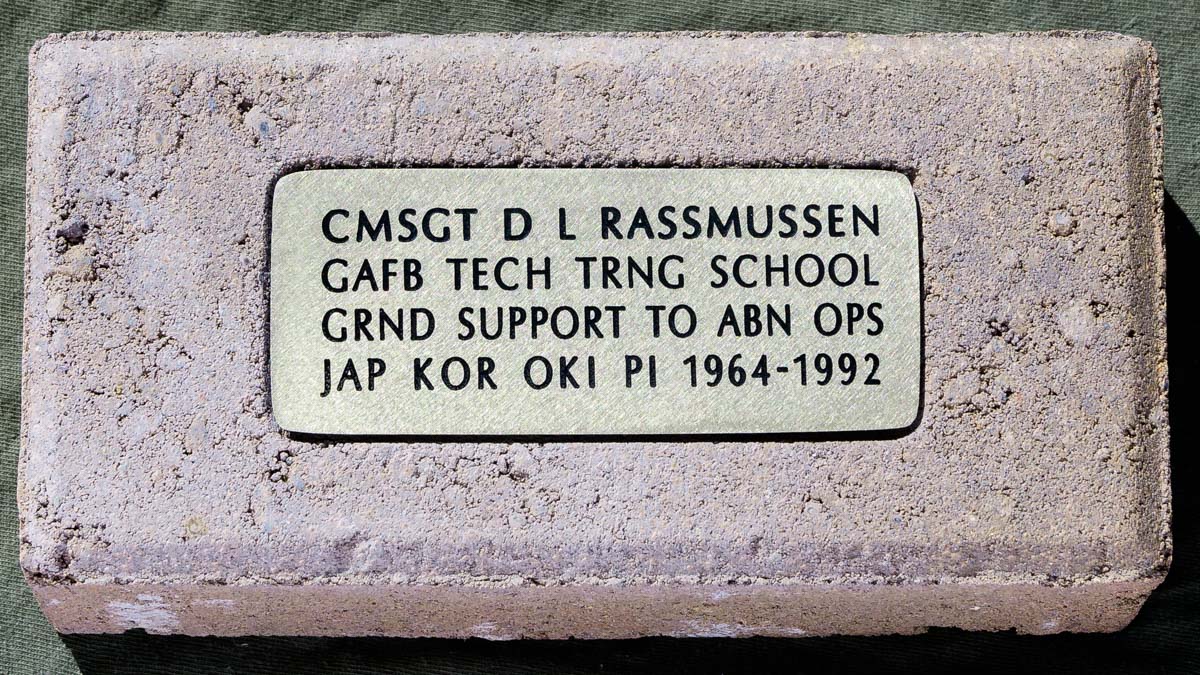 CMSGT D L RASSMUSSEN
GAFB TECH TRNG SCHOOL
GRND SUPPORT TO ABN OPS
JAP KOR OKI PI 1964-1992